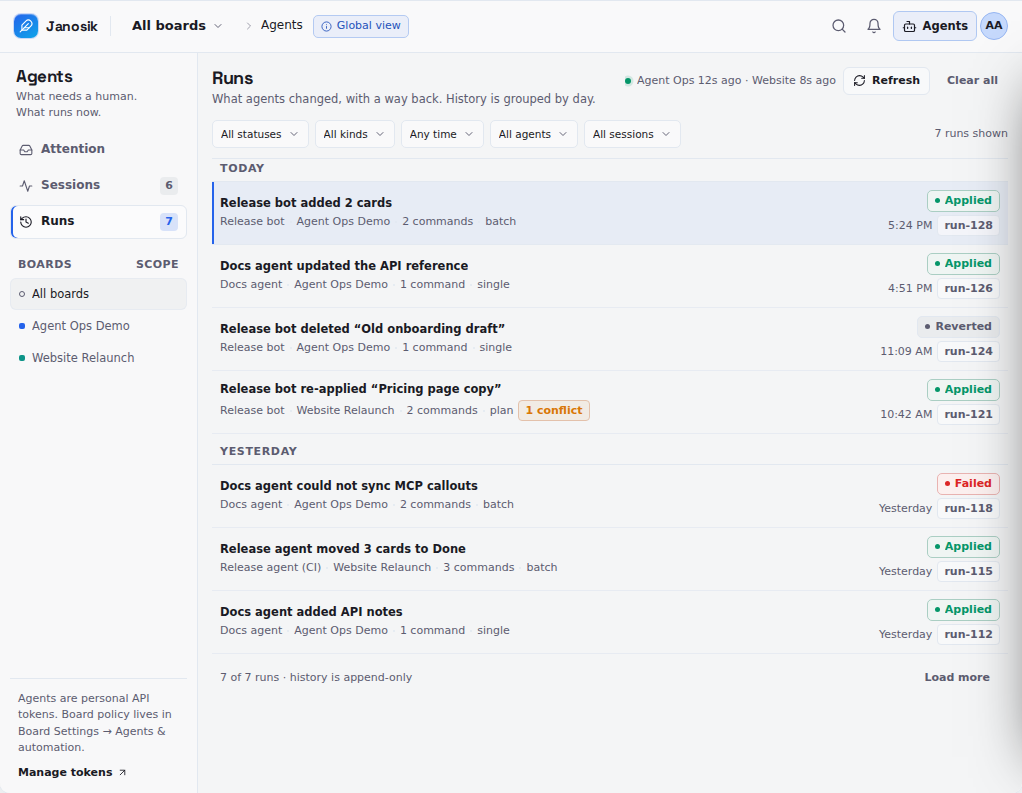 Janosik
All boards
Agents
Global view
Agents
AA
Agents
What needs a human.
What runs now.
Attention
Sessions 6
Runs 7
BOARDS SCOPE
All boards
Agent Ops Demo
Website Relaunch
Agents are personal API
tokens. Board policy lives in
Board Settings → Agents &
automation.
Manage tokens ↗
Runs
What agents changed, with a way back. History is grouped by day.
Agent Ops 12s ago · Website 8s ago
Refresh
Clear all
All statuses
All kinds
Any time
All agents
All sessions
7 runs shown
TODAY
Release bot added 2 cards
Applied
Release bot · Agent Ops Demo · 2 commands · batch
5:24 PM run-128
Docs agent updated the API reference
Applied
Docs agent · Agent Ops Demo · 1 command · single
4:51 PM run-126
Release bot deleted “Old onboarding draft”
Reverted
Release bot · Agent Ops Demo · 1 command · single
11:09 AM run-124
Release bot re-applied “Pricing page copy”
Applied
Release bot · Website Relaunch · 2 commands · plan 1 conflict
10:42 AM run-121
YESTERDAY
Docs agent could not sync MCP callouts
Failed
Docs agent · Agent Ops Demo · 2 commands · batch
Yesterday run-118
Release agent moved 3 cards to Done
Applied
Release agent (CI) · Website Relaunch · 3 commands · batch
Yesterday run-115
Docs agent added API notes
Applied
Docs agent · Agent Ops Demo · 1 command · single
Yesterday run-112
7 of 7 runs · history is append-only
Load more